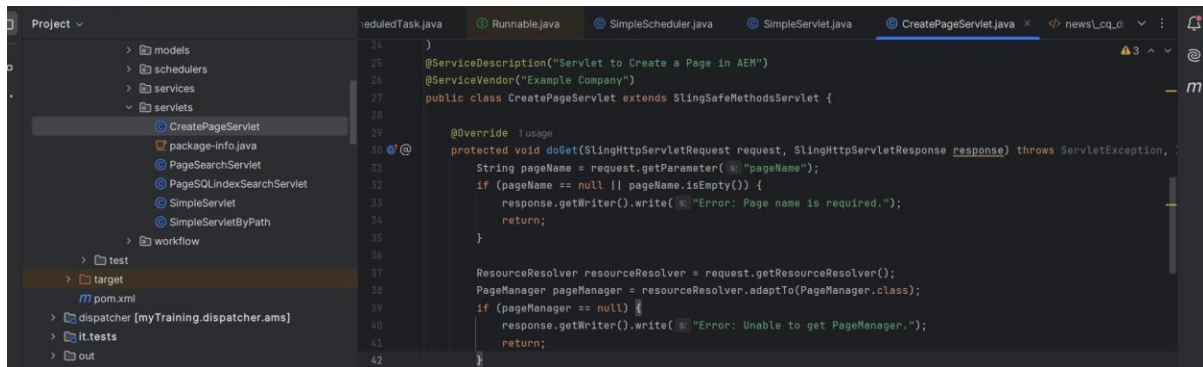 Project
models
schedulers
services
servlets
CreatePageServlet
package-info.java
PageSearchServlet
PageSQLindexSearchServlet
SimpleServlet
SimpleServletByPath
workflow
test
target
pom.xml
dispatcher [myTraining.dispatcher.ams]
it.tests
out
eduledTask.java Runnable.java SimpleScheduler.java SimpleServlet.java CreatePageServlet.java news\_cq_d
3
24 )
25 @ServiceDescription("Servlet to Create a Page in AEM")
26 @ServiceVendor("Example Company")
27 public class CreatePageServlet extends SlingSafeMethodsServlet {
28
29 @Override 1 usage
30 protected void doGet(SlingHttpServletRequest request, SlingHttpServletResponse response) throws ServletException,
31 String pageName = request.getParameter( s: "pageName");
32 if (pageName == null || pageName.isEmpty()) {
33 response.getWriter().write( s: "Error: Page name is required.");
34 return;
35 }
36
37 ResourceResolver resourceResolver = request.getResourceResolver();
38 PageManager pageManager = resourceResolver.adaptTo(PageManager.class);
39 if (pageManager == null) {
40 response.getWriter().write( s: "Error: Unable to get PageManager.");
41 return;
42 }